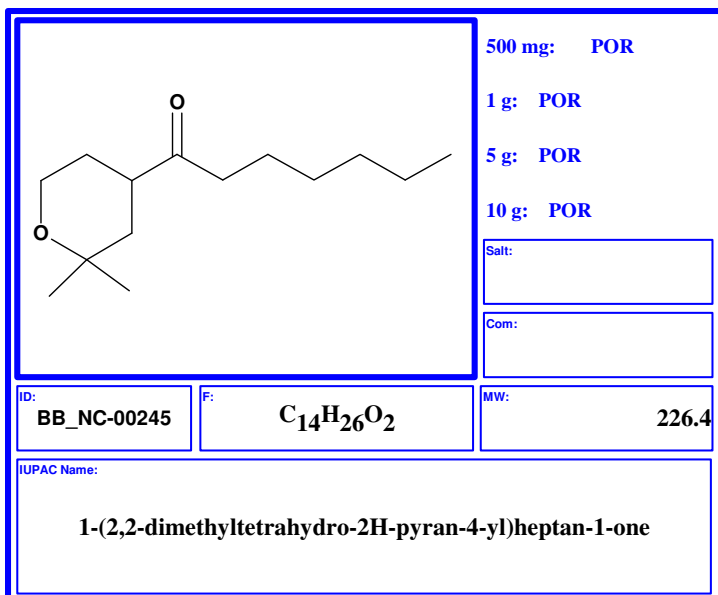 O
O
500 mg: POR
1 g: POR
5 g: POR
10 g: POR
Salt:
Com:
ID:
BB_NC-00245
F:
C14H26O2
MW:
226.4
IUPAC Name:
1-(2,2-dimethyltetrahydro-2H-pyran-4-yl)heptan-1-one